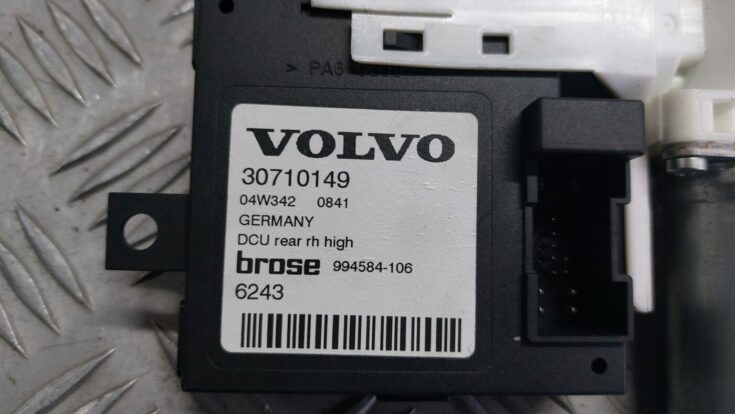 > PA6
VOLVO
30710149
04W342 0841
GERMANY
DCU rear rh high
brose 994584-106
6243